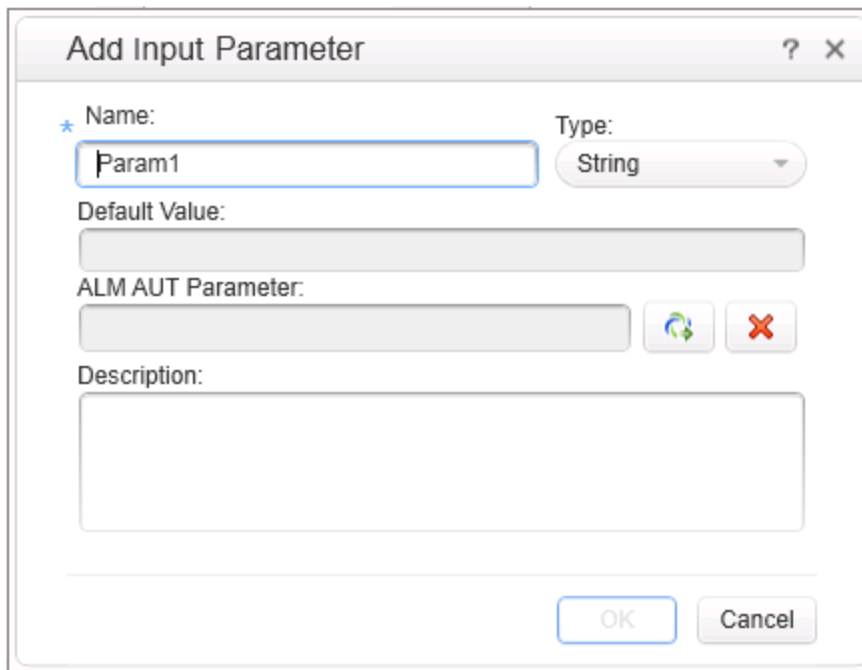 Add Input Parameter ?
* Name:
Type:
Param1
String
Default Value:
ALM AUT Parameter:
Description:
OK Cancel